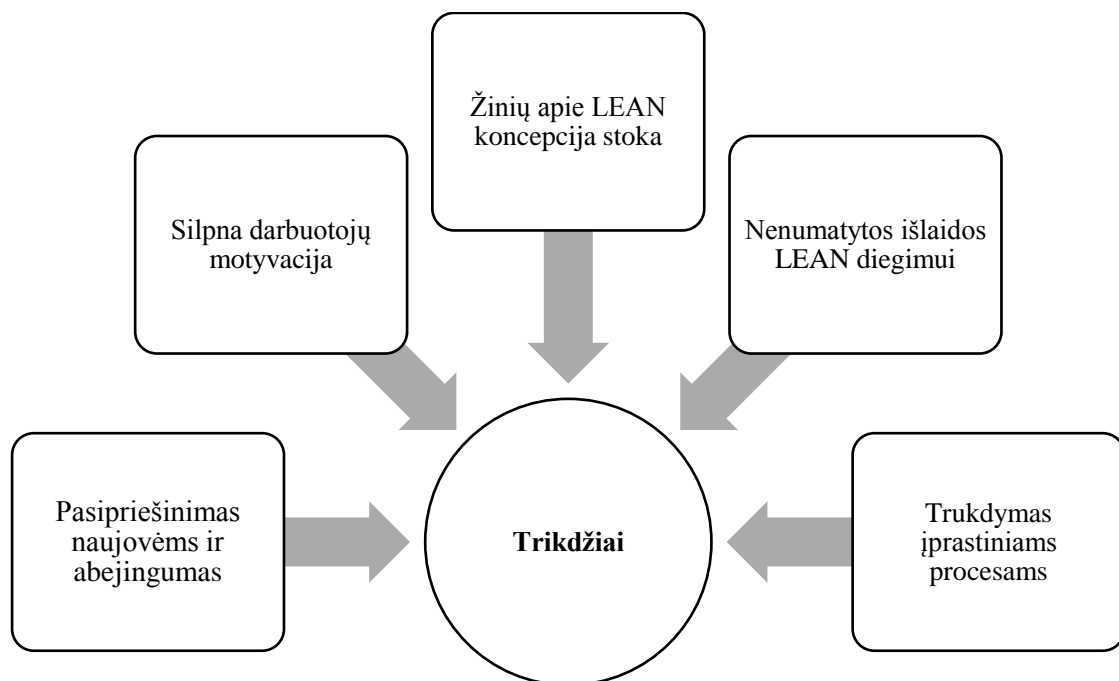 Žinių apie LEAN
koncepcija stoka
Silpna darbuotojų
motyvacija
Nenumatytos išlaidos
LEAN diegimui
Pasipriešinimas
naujovėms ir
abejingumas
Trikdžiai
Trukdymas
įprastiniams
procesams